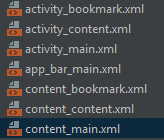 activity_bookmark.xml
activity_content.xml
activity_main.xml
app_bar_main.xml
content_bookmark.xml
content_content.xml
content_main.xml